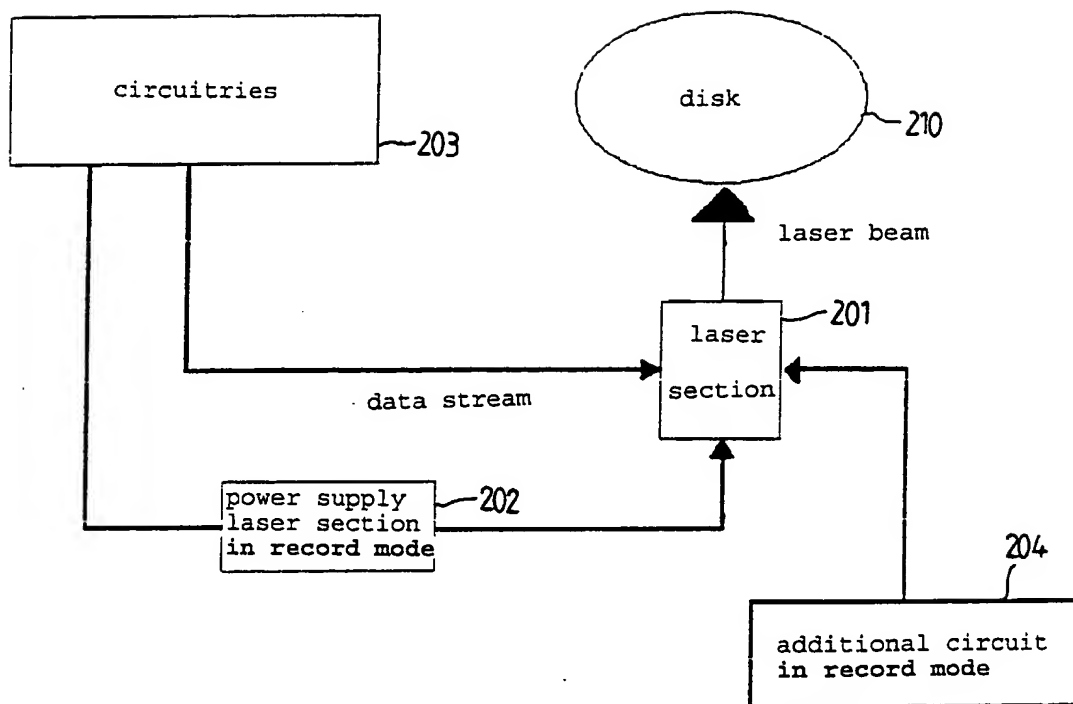 circuitries
203
disk
210
laser beam
201
laser
section
data stream
power supply
laser section
in record mode
202
204
additional circuit
in record mode